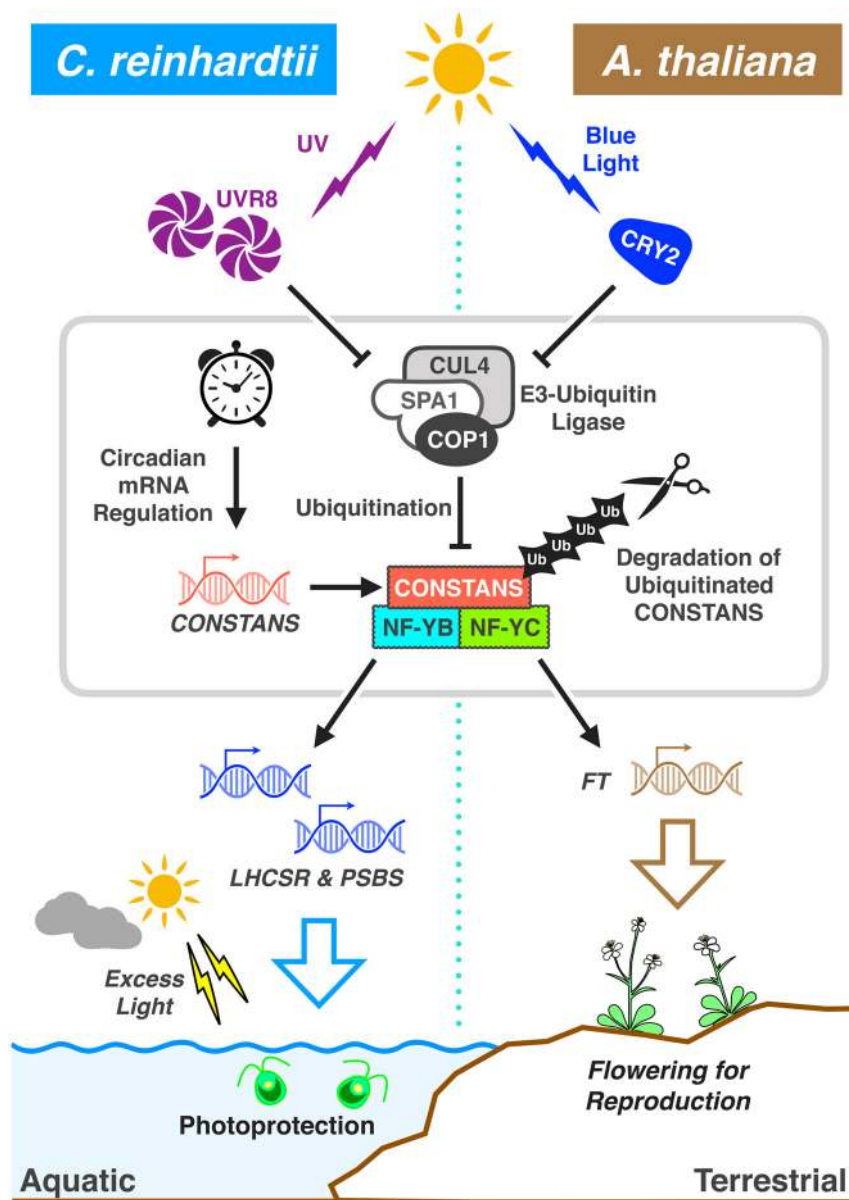 C. reinhardtii
A. thaliana
UV
Blue
Light
UVR8
CRY2
CUL4
SPA1
COP1
E3-Ubiquitin
Ligase
Circadian
mRNA
Regulation
Ubiquitination
Ub
Ub
Ub
Ub
Degradation of
Ubiquitinated
CONSTANS
CONSTANS
CONSTANS
NF-YB
NF-YC
FT
LHCSR & PSBS
Excess
Light
Flowering for
Reproduction
Photoprotection
Aquatic
Terrestrial